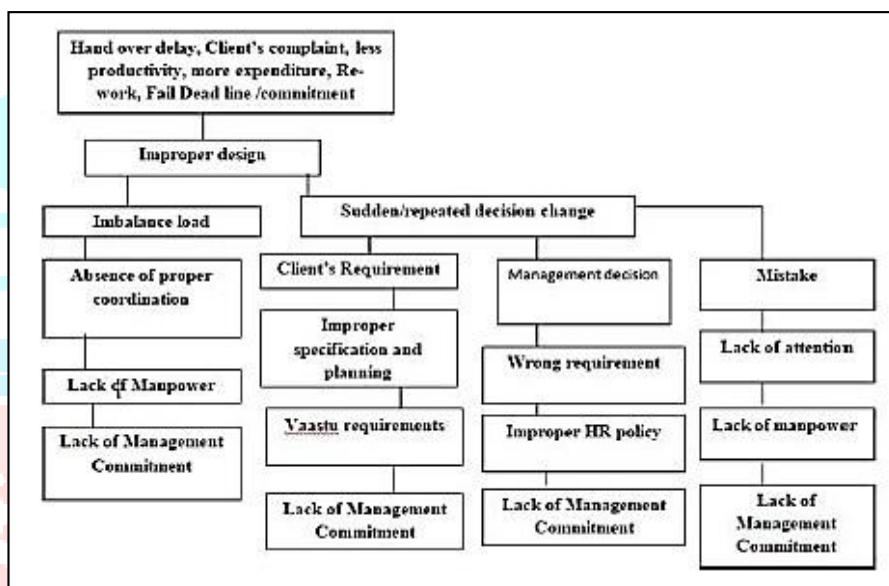 Hand over delay, Client's complaint, less
productivity, more expenditure, Re-
work, Fail Dead line /commitment
Improper design
Imbalance load
Sudden/repeated decision change
Absence of proper
coordination
Client's Requirement
Management decision
Mistake
Improper
specification and
planning
Wrong requirement
Lack of attention
Lack of Manpower
Vaastu requirements
Improper HR policy
Lack of manpower
Lack of Management
Commitment
Lack of Management
Commitment
Lack of Management
Commitment
Lack of
Management
Commitment